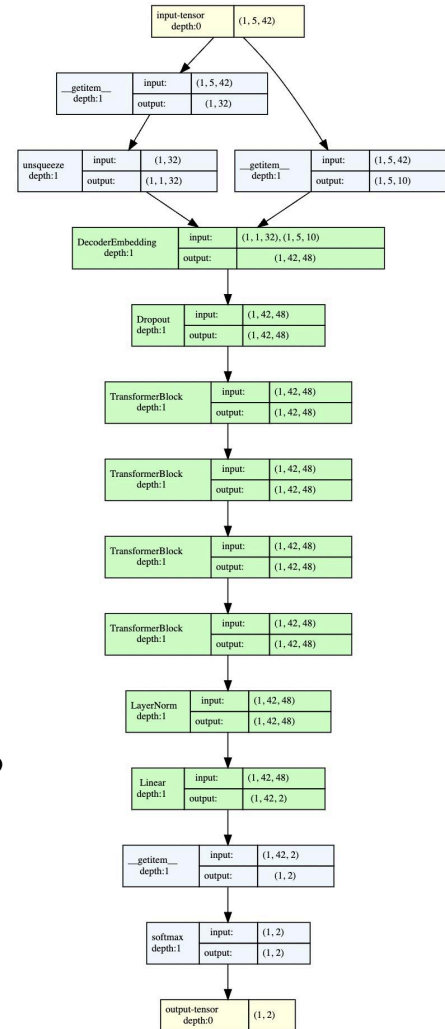 input-tensor
depth:0
(1, 5, 42)
__getitem__
depth:1
input:
(1, 5, 42)
output:
(1, 32)
unsqueeze
depth:1
input:
(1, 32)
output:
(1, 1, 32)
__getitem__
depth:1
input:
(1, 5, 42)
output:
(1, 5, 10)
DecoderEmbedding
depth:1
input:
(1, 1, 32), (1, 5, 10)
output:
(1, 42, 48)
Dropout
depth:1
input:
(1, 42, 48)
output:
(1, 42, 48)
TransformerBlock
depth:1
input:
(1, 42, 48)
output:
(1, 42, 48)
TransformerBlock
depth:1
input:
(1, 42, 48)
output:
(1, 42, 48)
TransformerBlock
depth:1
input:
(1, 42, 48)
output:
(1, 42, 48)
TransformerBlock
depth:1
input:
(1, 42, 48)
output:
(1, 42, 48)
LayerNorm
depth:1
input:
(1, 42, 48)
output:
(1, 42, 48)
Linear
depth:1
input:
(1, 42, 48)
output:
(1, 42, 2)
__getitem__
depth:1
input:
(1, 42, 2)
output:
(1, 2)
softmax
depth:1
input:
(1, 2)
output:
(1, 2)
output-tensor
depth:0
(1, 2)